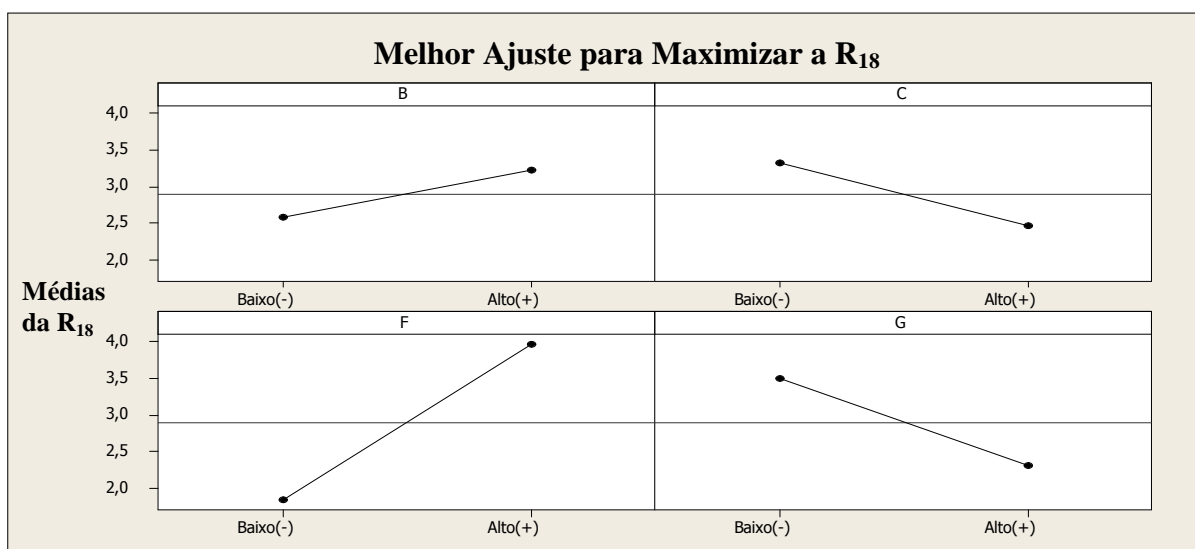 Melhor Ajuste para Maximizar a R18
B C
4,0
3,5
3,0
2,5
2,0
Baixo(-) Alto(+) Baixo(-) Alto(+)
Médias
da R18
F G
4,0
3,5
3,0
2,5
2,0
Baixo(-) Alto(+) Baixo(-) Alto(+)